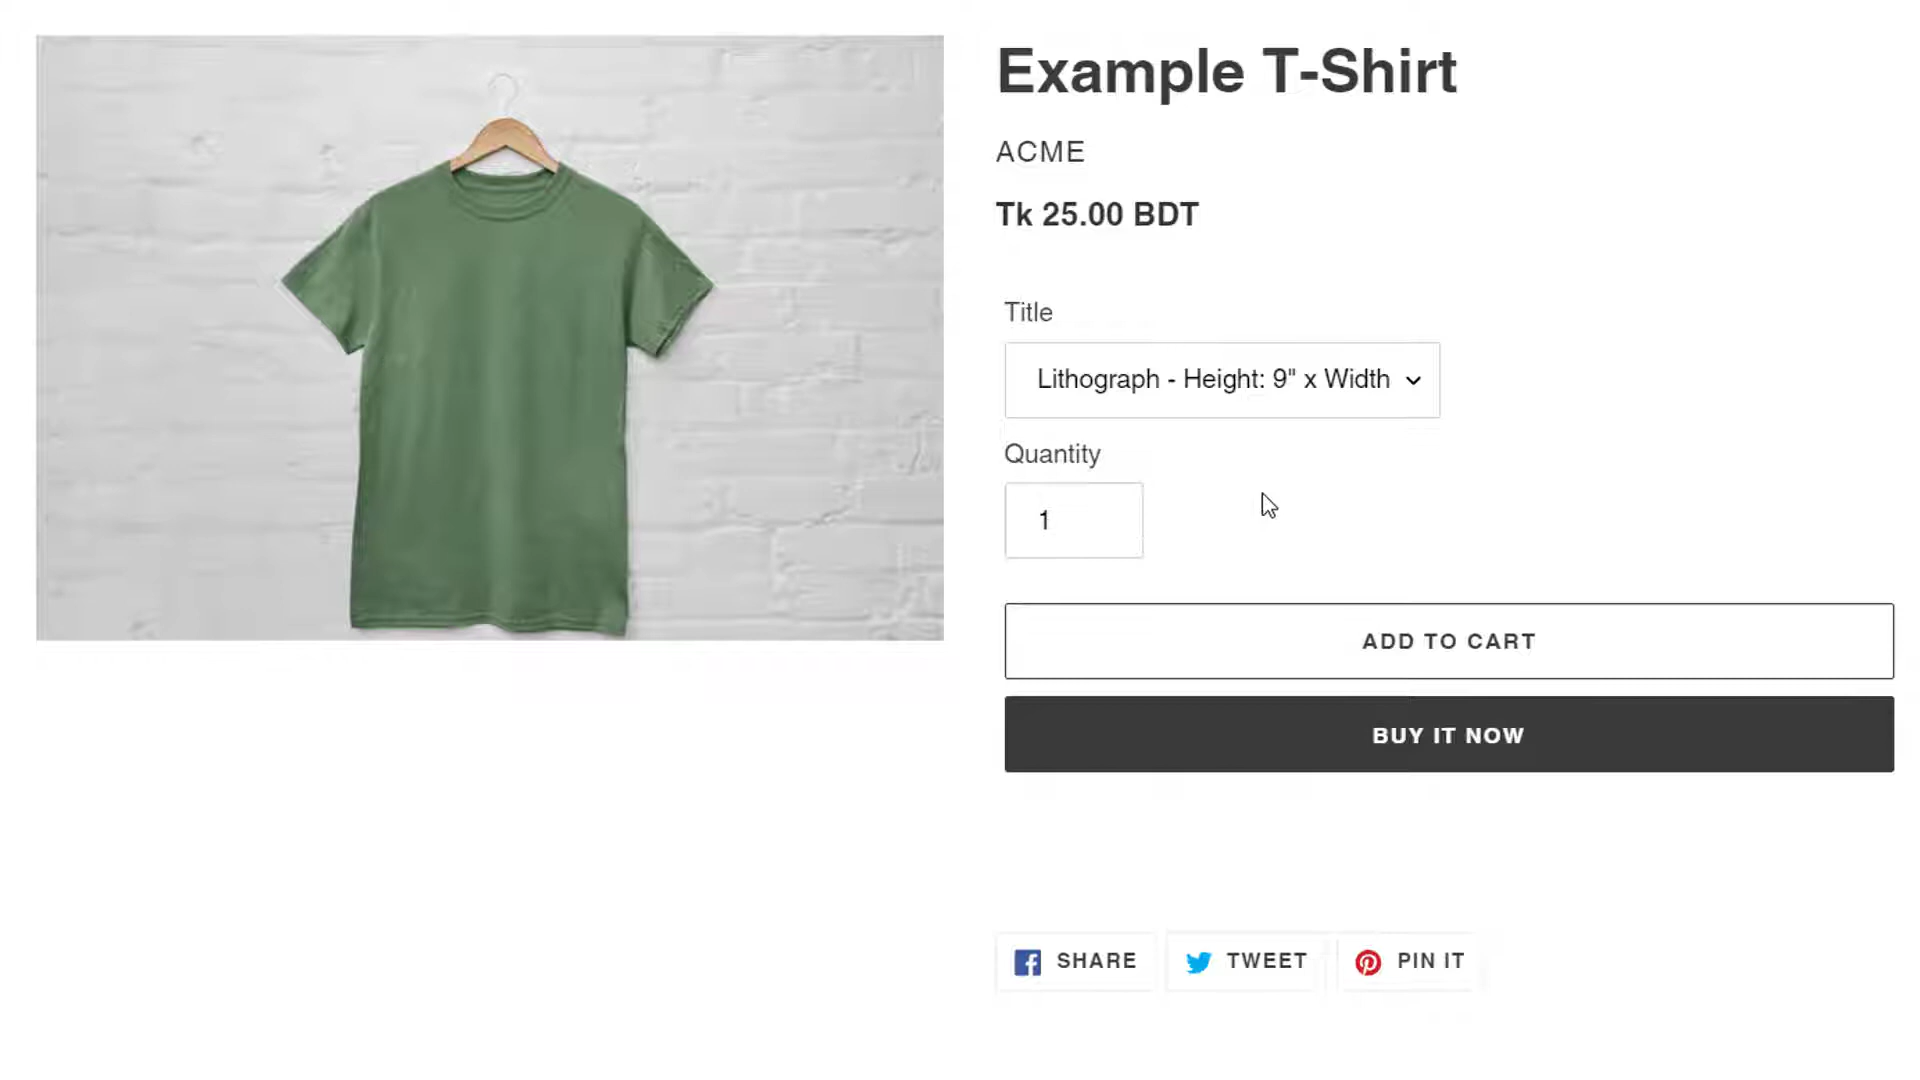 Example T-Shirt
ACME
Tk 25.00 BDT
Title
Lithograph - Height: 9" x Width
Quantity
1
ADD TO CART
BUY IT NOW
SHARE
TWEET
PIN IT